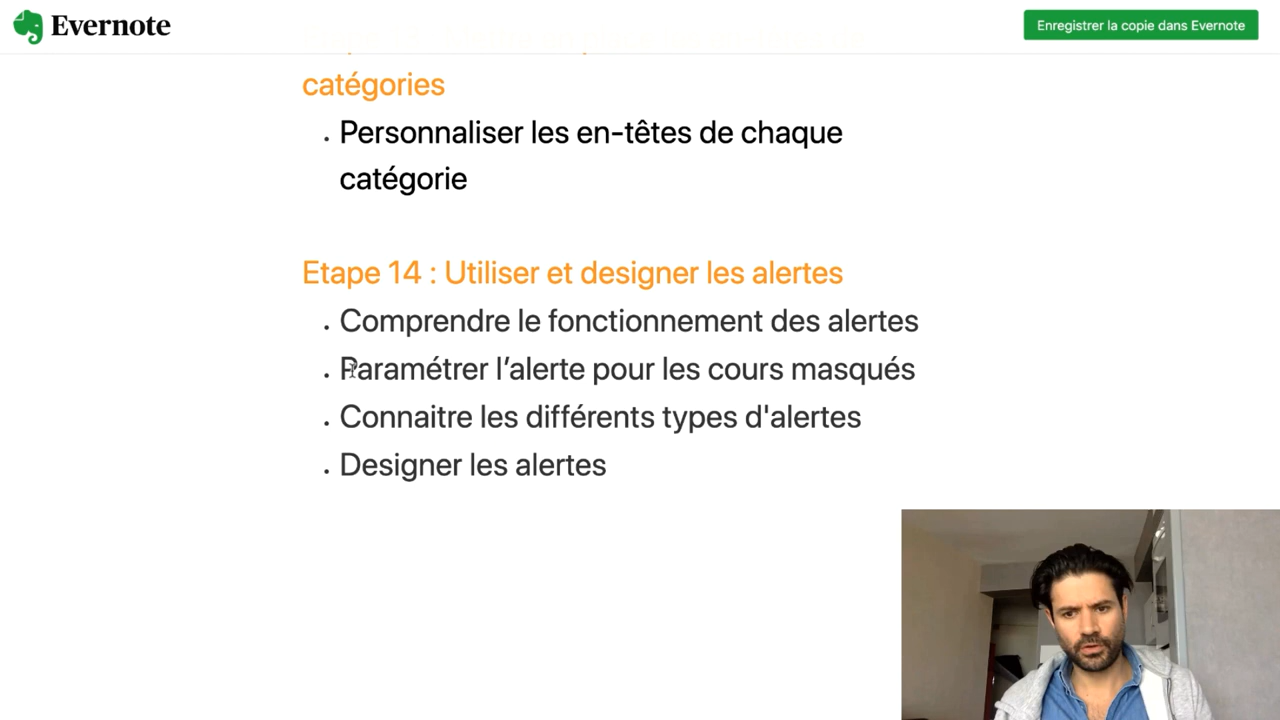 Evernote
Enregistrer la copie dans Evernote
catégories
Personnaliser les en-têtes de chaque
catégorie
Etape 14 : Utiliser et designer les alertes
Comprendre le fonctionnement des alertes
Paramétrer l’alerte pour les cours masqués
Connaitre les différents types d'alertes
Designer les alertes